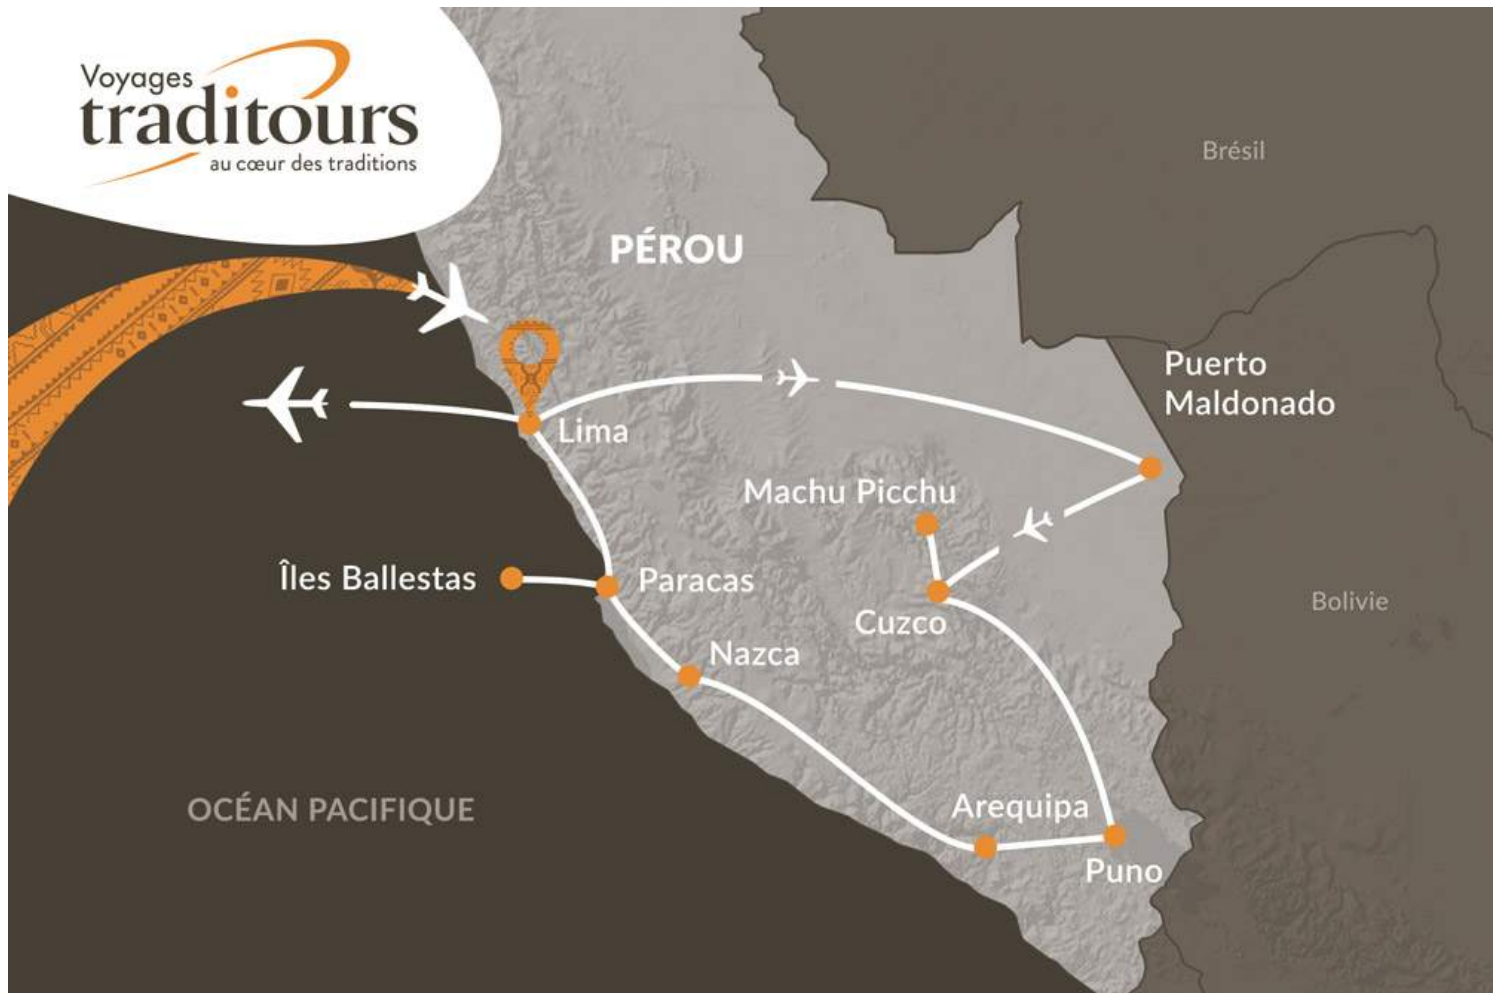 Voyages
traditours
au cœur des traditions
Brésil
PÉROU
Puerto
Maldonado
Lima
Machu Picchu
Îles Ballestas
Paracas
Cuzco
Bolivie
Nazca
OCÉAN PACIFIQUE
Arequipa
Puno